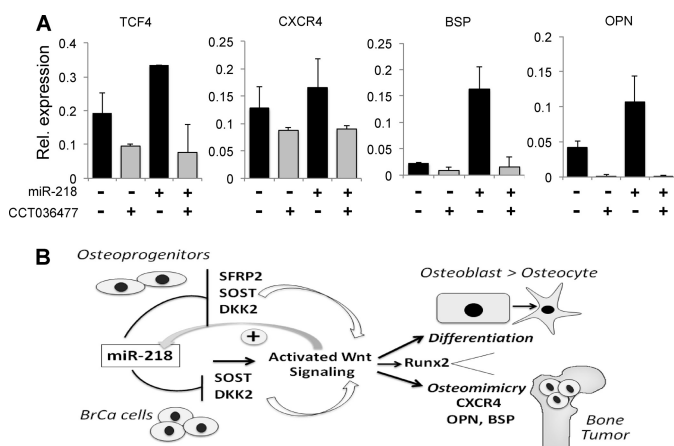 A
TCF4 CXCR4 BSP OPN
Rel. expression
0.4
0.3
0.2
0.1
0
0.25
0.2
0.15
0.1
0.05
0
0.25
0.2
0.15
0.1
0.05
0
0.2
0.15
0.1
0.05
0
miR-218 - - + + - - + + - - + + - - + +
CCT036477 - + - + - + - + - + - + - + - +
B
Osteoprogenitors
SFRP2
SOST
DKK2
miR-218
+
Activated Wnt
Signaling
SOST
DKK2
BrCa cells
Osteoblast > Osteocyte
Differentiation
Runx2
Osteomimicry
CXCR4
OPN, BSP
Bone
Tumor